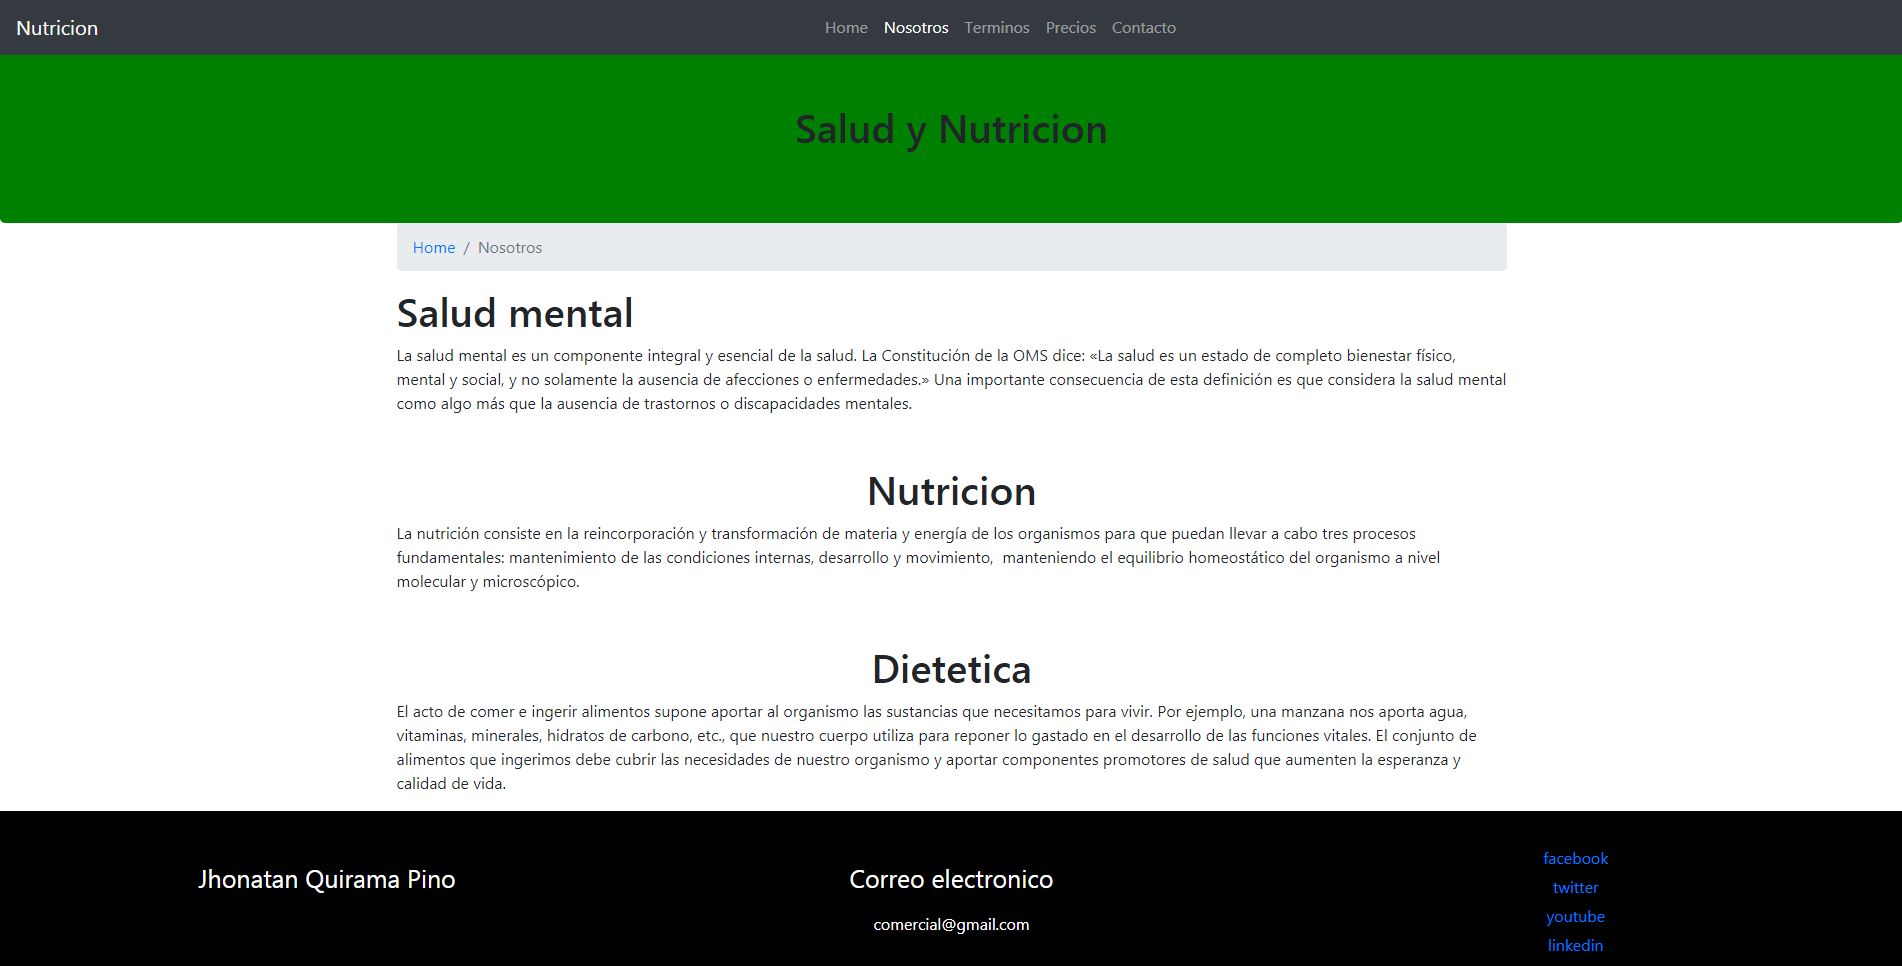 Nutricion
Home Nosotros Terminos Precios Contacto
Salud y Nutricion
Home / Nosotros
Salud mental
La salud mental es un componente integral y esencial de la salud. La Constitución de la OMS dice: «La salud es un estado de completo bienestar físico,
mental y social, y no solamente la ausencia de afecciones o enfermedades.» Una importante consecuencia de esta definición es que considera la salud mental
como algo más que la ausencia de trastornos o discapacidades mentales.
Nutricion
La nutrición consiste en la reincorporación y transformación de materia y energía de los organismos para que puedan llevar a cabo tres procesos
fundamentales: mantenimiento de las condiciones internas, desarrollo y movimiento,  manteniendo el equilibrio homeostático del organismo a nivel
molecular y microscópico.
Dietetica
El acto de comer e ingerir alimentos supone aportar al organismo las sustancias que necesitamos para vivir. Por ejemplo, una manzana nos aporta agua,
vitaminas, minerales, hidratos de carbono, etc., que nuestro cuerpo utiliza para reponer lo gastado en el desarrollo de las funciones vitales. El conjunto de
alimentos que ingerimos debe cubrir las necesidades de nuestro organismo y aportar componentes promotores de salud que aumenten la esperanza y
calidad de vida.
Jhonatan Quirama Pino
Correo electronico
comercial@gmail.com
facebook
twitter
youtube
linkedin